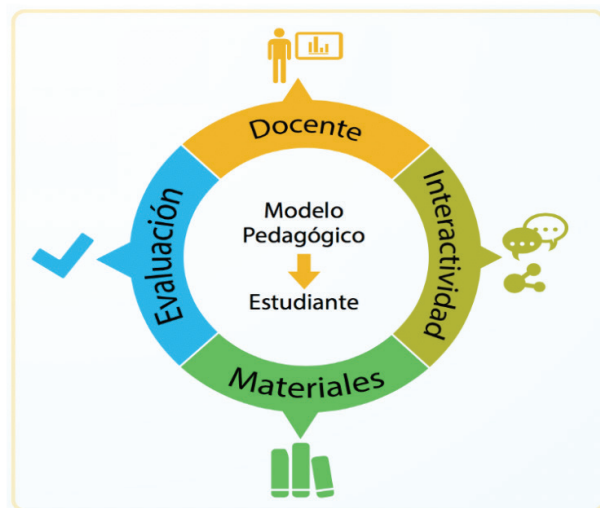 Docente
Interactividad
Materiales
Evaluación
Modelo
Pedagógico
Estudiante